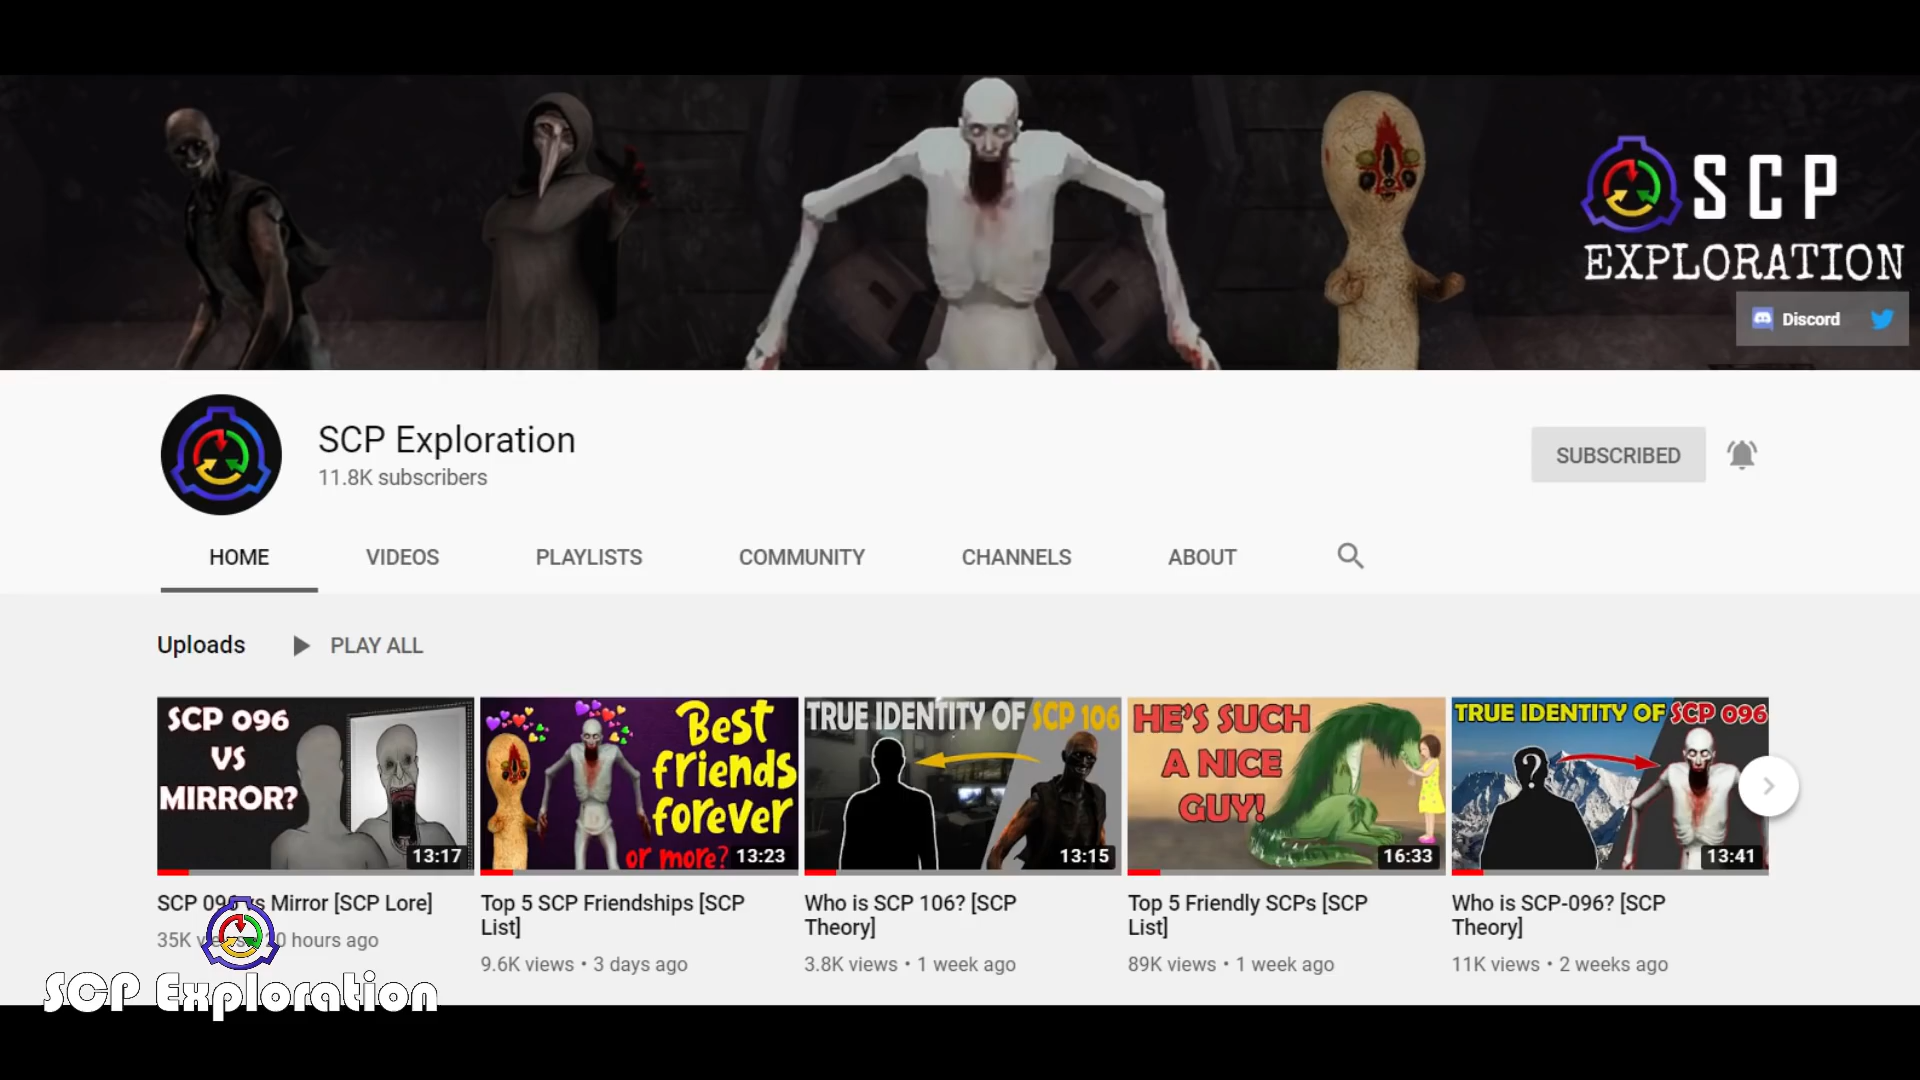 SCP
EXPLORATION
Discord
SCP Exploration
11.8K subscribers
SUBSCRIBED
HOME VIDEOS PLAYLISTS COMMUNITY CHANNELS ABOUT
Uploads PLAY ALL
SCP 096
VS
MIRROR?
13:17
Best
friends
forever
or more? 13:23
TRUE IDENTITY OF SCP 106
13:15
HE'S SUCH
A NICE
GUY!
16:33
TRUE IDENTITY OF SCP 096
?
13:41
SCP 096 vs Mirror [SCP Lore]
35K views 20 hours ago
Top 5 SCP Friendships [SCP
List]
9.6K views • 3 days ago
Who is SCP 106? [SCP
Theory]
3.8K views • 1 week ago
Top 5 Friendly SCPs [SCP
List]
89K views • 1 week ago
Who is SCP-096? [SCP
Theory]
11K views • 2 weeks ago
SCP Exploration